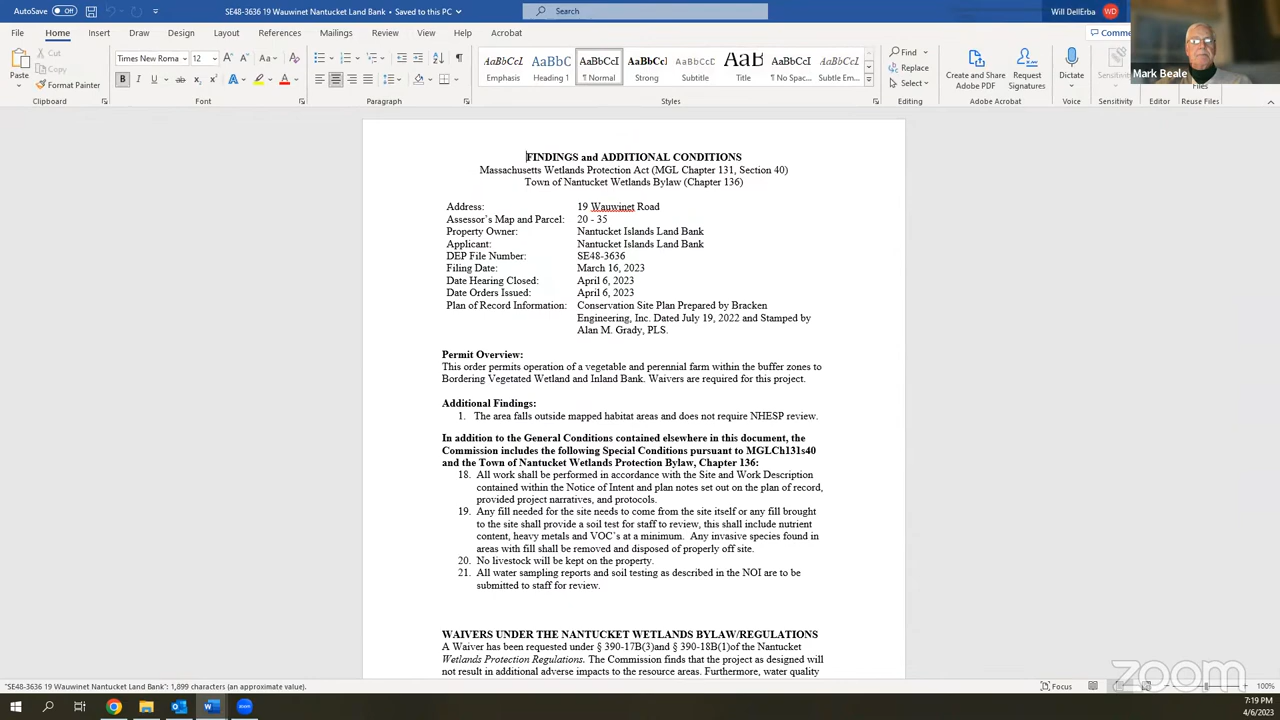 AutoSave Off SE48-3636 19 Wauwinet Nantucket Land Bank • Saved to this PC Search Will DellErba WD
File Home Insert Draw Design Layout References Mailings Review View Help Acrobat Comme
Paste Cut Copy Format Painter Clipboard
Times New Roma 12 Font
Paragraph
AaBbCcI Emphasis AaBbC Heading 1 AaBbCcI ¶ Normal AaBbCcI Strong AaBbCcD Subtitle AaB Title AaBbCcI ¶ No Spac... AaBbCcI Subtle Em... Styles
Find Replace Select Editing
Create and Share Adobe PDF Request Signatures Adobe Acrobat
Dictate Voice
Sensitivity Sensitivity
Editor
Files Reuse Files
Mark Beale
FINDINGS and ADDITIONAL CONDITIONS
Massachusetts Wetlands Protection Act (MGL Chapter 131, Section 40)
Town of Nantucket Wetlands Bylaw (Chapter 136)
Address: 19 Wauwinet Road
Assessor's Map and Parcel: 20 - 35
Property Owner: Nantucket Islands Land Bank
Applicant: Nantucket Islands Land Bank
DEP File Number: SE48-3636
Filing Date: March 16, 2023
Date Hearing Closed: April 6, 2023
Date Orders Issued: April 6, 2023
Plan of Record Information: Conservation Site Plan Prepared by Bracken
Engineering, Inc. Dated July 19, 2022 and Stamped by
Alan M. Grady, PLS.
Permit Overview:
This order permits operation of a vegetable and perennial farm within the buffer zones to
Bordering Vegetated Wetland and Inland Bank. Waivers are required for this project.
Additional Findings:
1. The area falls outside mapped habitat areas and does not require NHESP review.
In addition to the General Conditions contained elsewhere in this document, the
Commission includes the following Special Conditions pursuant to MGLCh131s40
and the Town of Nantucket Wetlands Protection Bylaw, Chapter 136:
18. All work shall be performed in accordance with the Site and Work Description
contained within the Notice of Intent and plan notes set out on the plan of record,
provided project narratives, and protocols.
19. Any fill needed for the site needs to come from the site itself or any fill brought
to the site shall provide a soil test for staff to review, this shall include nutrient
content, heavy metals and VOC's at a minimum. Any invasive species found in
areas with fill shall be removed and disposed of properly off site.
20. No livestock will be kept on the property.
21. All water sampling reports and soil testing as described in the NOI are to be
submitted to staff for review.
WAIVERS UNDER THE NANTUCKET WETLANDS BYLAW/REGULATIONS
A Waiver has been requested under § 390-17B(3)and § 390-18B(1)of the Nantucket
Wetlands Protection Regulations. The Commission finds that the project as designed will
not result in additional adverse impacts to the resource areas. Furthermore, water quality
zoom
"SE48-3636 19 Wauwinet Nantucket Land Bank": 1,899 characters (an approximate value). Focus 100%
7:19 PM
4/6/2023